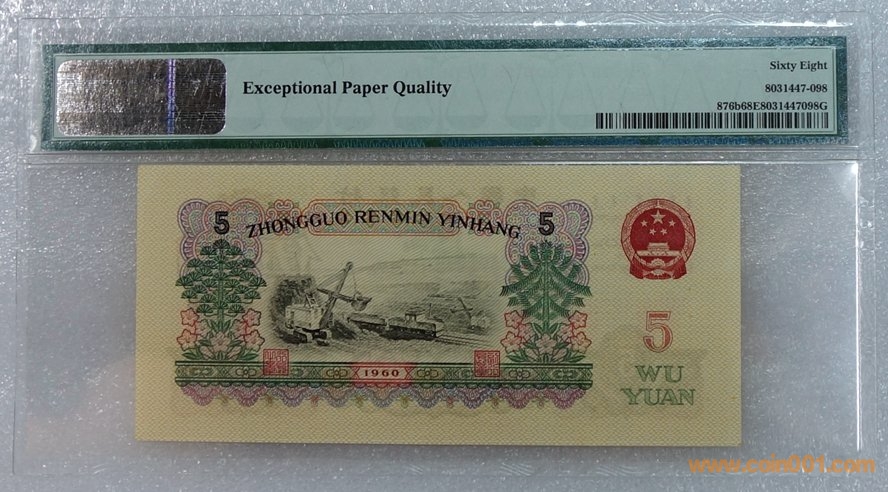 Exceptional Paper Quality
Sixty Eight
8031447-098
876b68E8031447098G
5 ZHONGGUO RENMIN YINHANG 5
1960
5
WU
YUAN
www.coin001.com